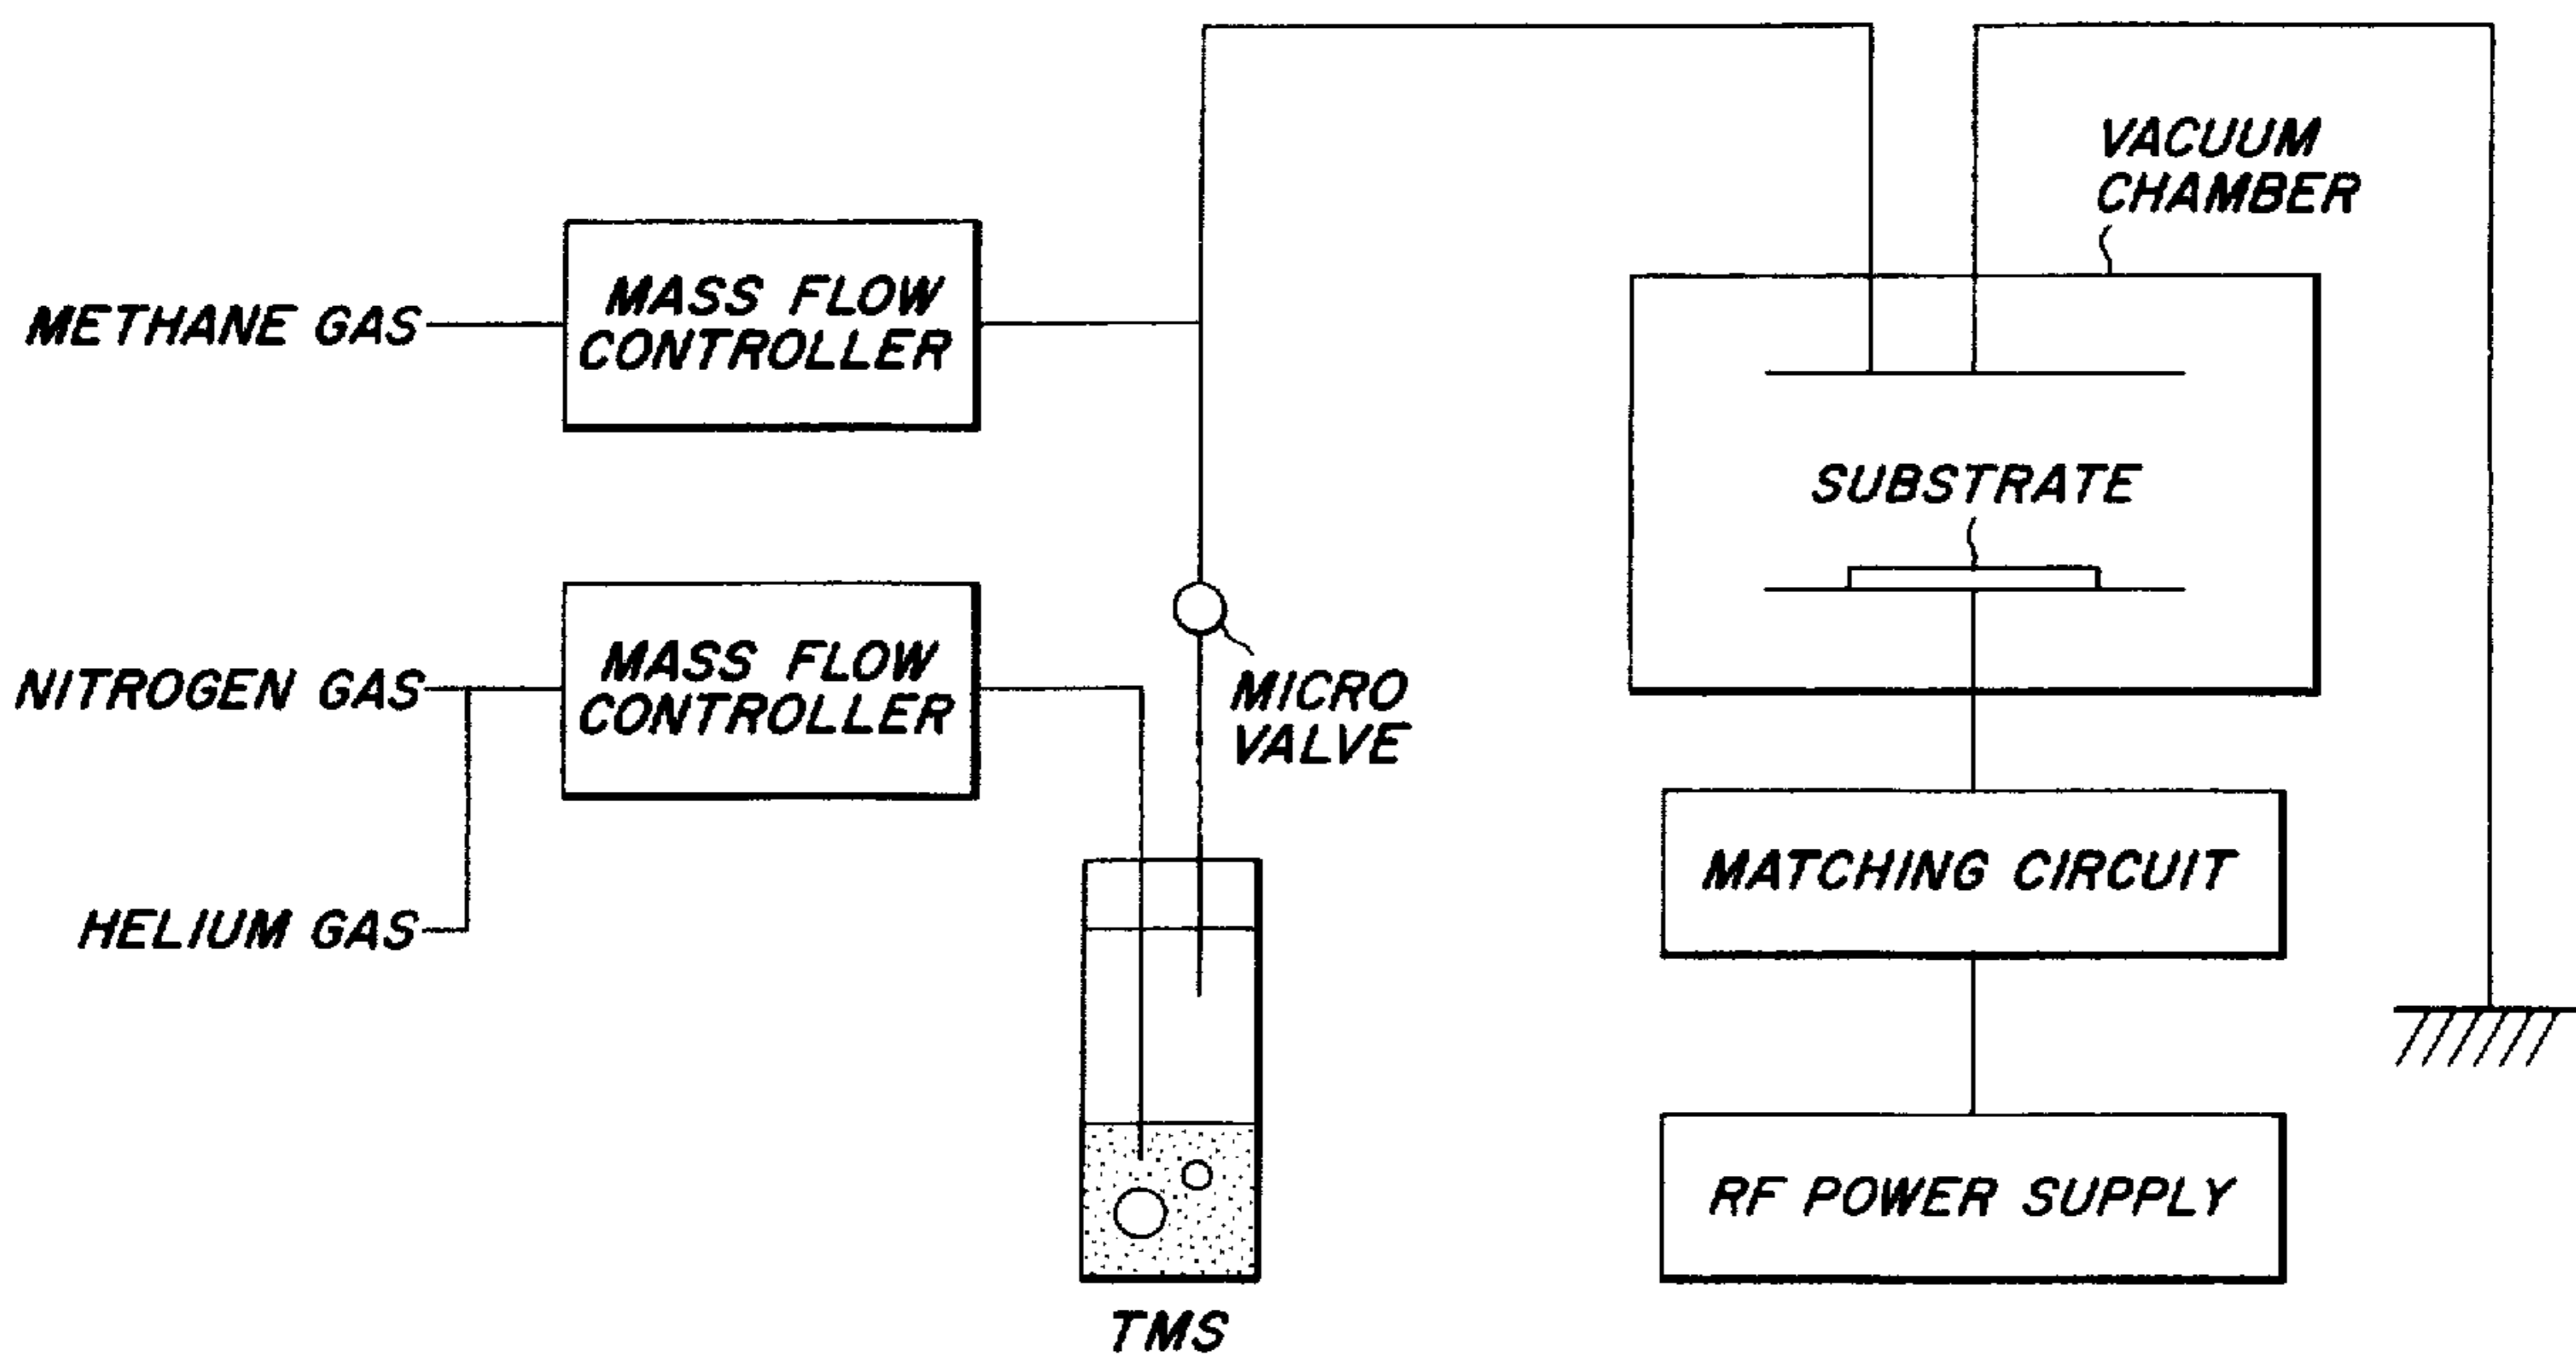 VACUUM
CHAMBER
METHANE GAS
MASS FLOW
CONTROLLER
SUBSTRATE
NITROGEN GAS
MASS FLOW
CONTROLLER
MICRO
VALVE
HELIUM GAS
MATCHING CIRCUIT
RF POWER SUPPLY
TMS